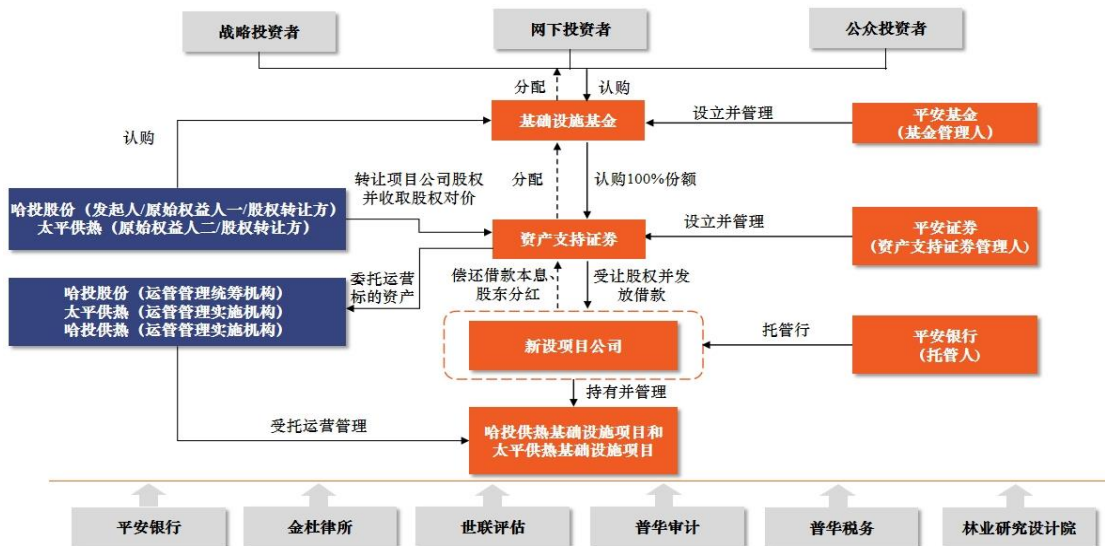 战略投资者
网下投资者
公众投资者
分配
认购
基础设施基金
设立并管理
平安基金
(基金管理人)
认购
转让项目公司股权
并收取股权对价
分配
认购100%份额
哈投股份（发起人/原始权益人一/股权转让方）
太平供热（原始权益人二/股权转让方）
资产支持证券
设立并管理
平安证券
(资产支持证券管理人)
委托运营
标的资产
偿还借款本息、
股东分红
受让股权并发
放借款
哈投股份（运管管理统筹机构）
太平供热（运管管理实施机构）
哈投供热（运管管理实施机构）
新设项目公司
托管行
平安银行
(托管人)
持有并管理
受托运营管理
哈投供热基础设施项目和
太平供热基础设施项目
平安银行
金杜律所
世联评估
普华审计
普华税务
林业研究设计院